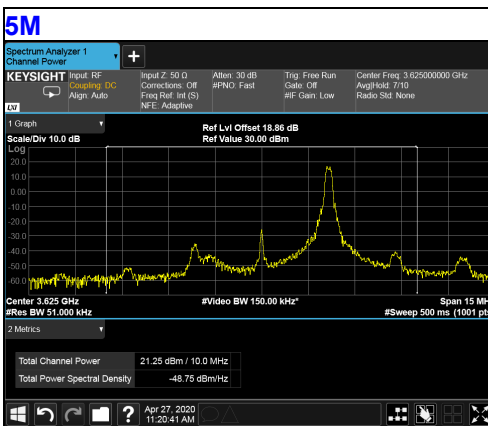 5M
Spectrum Analyzer 1
Channel Power
KEYSIGHT
Input: RF
Coupling: DC
Align: Auto
Input Z: 50 Ω
Corrections: Off
Freq Ref: Int (S)
NFE: Adaptive
Atten: 30 dB
#PNO: Fast
Trig: Free Run
Gate: Off
#IF Gain: Low
Center Freq: 3.625000000 GHz
Avg|Hold: 7/10
Radio Std: None
LXI
1 Graph
Scale/Div 10.0 dB
Ref Lvl Offset 18.86 dB
Ref Value 30.00 dBm
Log
20.0
10.0
0.00
-10.0
-20.0
-30.0
-40.0
-50.0
-60.0
Center 3.625 GHz
#Video BW 150.00 kHz*
Span 15 MH
#Res BW 51.000 kHz
#Sweep 500 ms (1001 pts
2 Metrics
Total Channel Power 21.25 dBm / 10.0 MHz
Total Power Spectral Density -48.75 dBm/Hz
?
Apr 27, 2020
11:20:41 AM